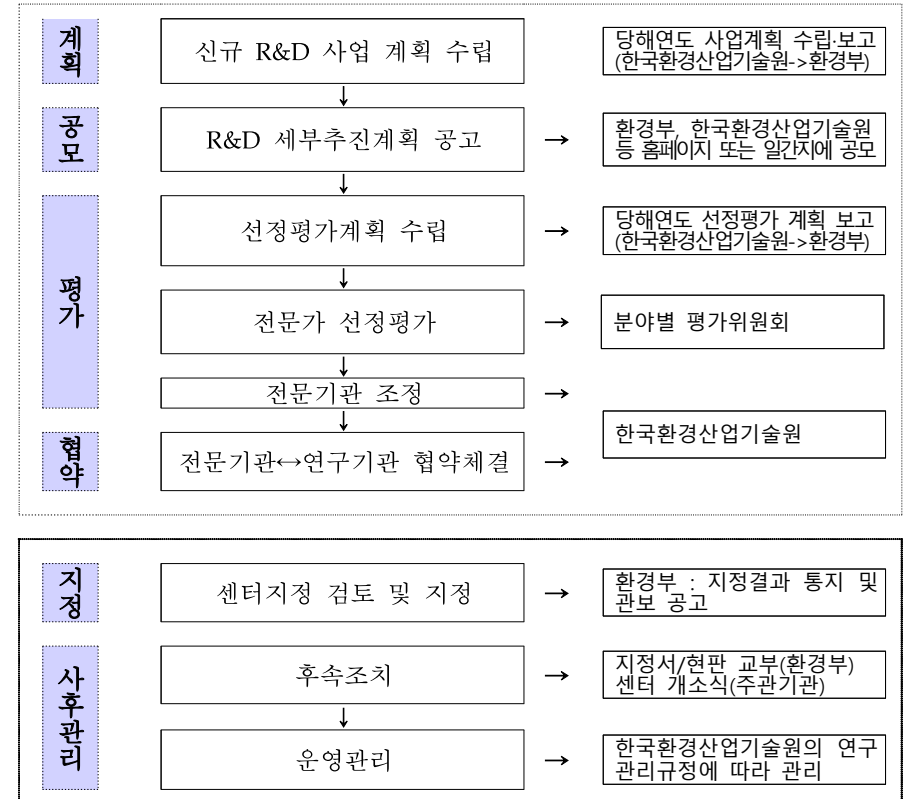 계획
신규 R&D 사업 계획 수립
당해연도 사업계획 수립·보고
(한국환경산업기술원->환경부)
↓
공모
R&D 세부추진계획 공고
→
환경부, 한국환경산업기술원
등 홈페이지 또는 일간지에 공모
↓
평가
선정평가계획 수립
→
당해연도 선정평가 계획 보고
(한국환경산업기술원->환경부)
↓
전문가 선정평가
→
분야별 평가위원회
↓
전문기관 조정
→
↓
한국환경산업기술원
협약
전문기관↔연구기관 협약체결
→
지정
센터지정 검토 및 지정
→
환경부 : 지정결과 통지 및
관보 공고
사후관리
후속조치
→
지정서/현판 교부(환경부)
센터 개소식(주관기관)
↓
운영관리
→
한국환경산업기술원의 연구
관리규정에 따라 관리